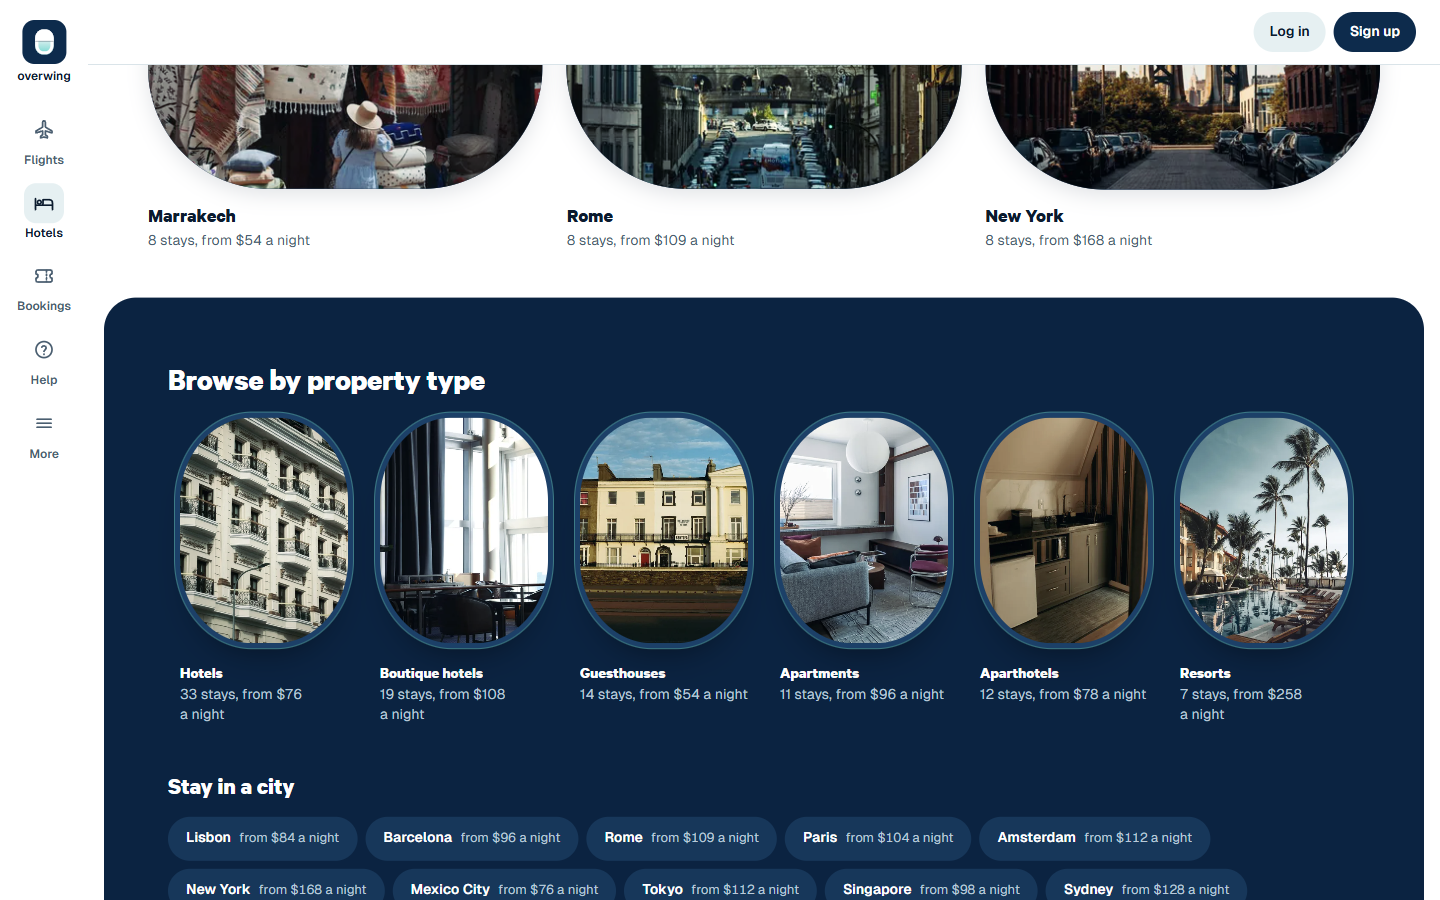 overwing
Log in
Sign up
Flights
Hotels
Bookings
Help
More
Marrakech
8 stays, from $54 a night
Rome
8 stays, from $109 a night
New York
8 stays, from $168 a night
Browse by property type
Hotels
33 stays, from $76
a night
Boutique hotels
19 stays, from $108
a night
Guesthouses
14 stays, from $54 a night
Apartments
11 stays, from $96 a night
Aparthotels
12 stays, from $78 a night
Resorts
7 stays, from $258
a night
Stay in a city
Lisbon from $84 a night
Barcelona from $96 a night
Rome from $109 a night
Paris from $104 a night
Amsterdam from $112 a night
New York from $168 a night
Mexico City from $76 a night
Tokyo from $112 a night
Singapore from $98 a night
Sydney from $128 a night